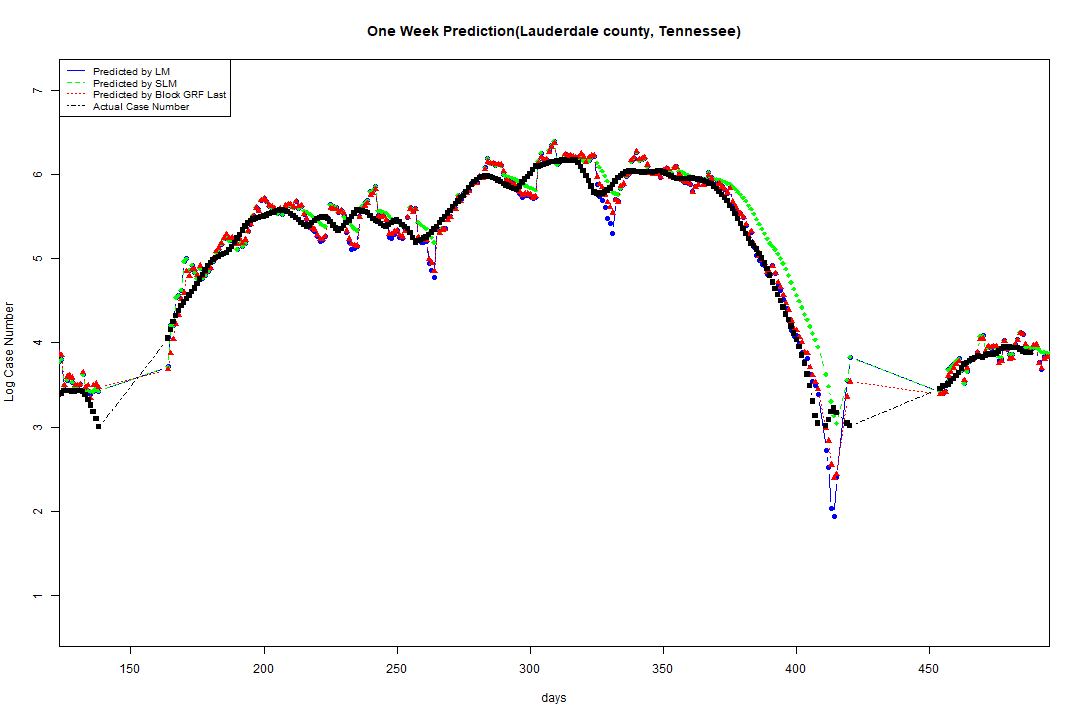 One Week Prediction(Lauderdale county, Tennessee)
Predicted by LM
Predicted by SLM
Predicted by Block GRF Last
Actual Case Number
7
6
5
4
3
2
1
Log Case Number
150 200 250 300 350 400 450
days